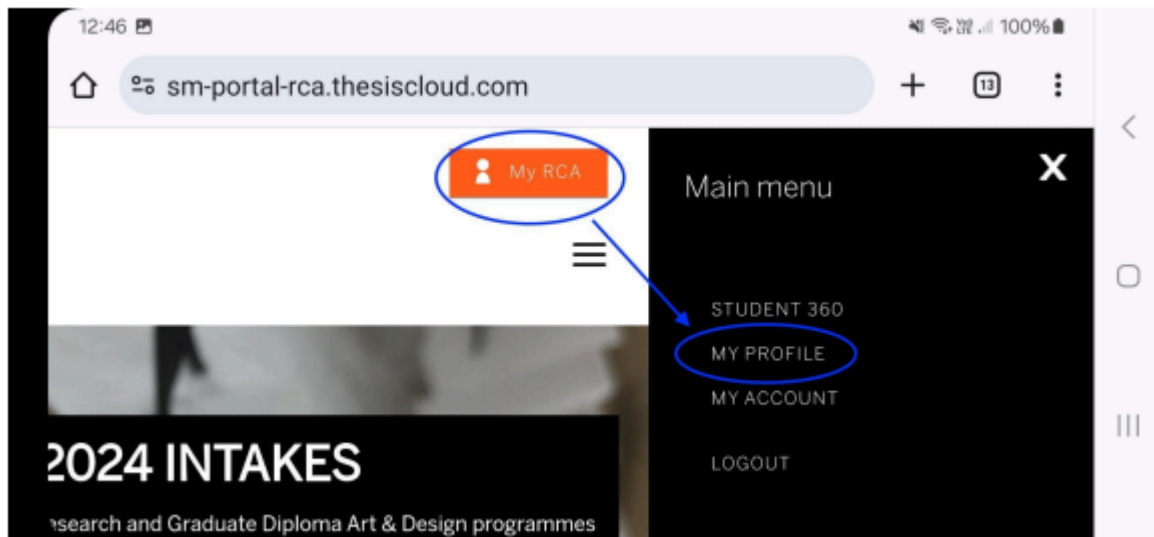 12:46
100%
sm-portal-rca.thesiscloud.com
13
My RCA
X
Main menu
STUDENT 360
MY PROFILE
MY ACCOUNT
LOGOUT
2024 INTAKES
esearch and Graduate Diploma Art & Design programmes